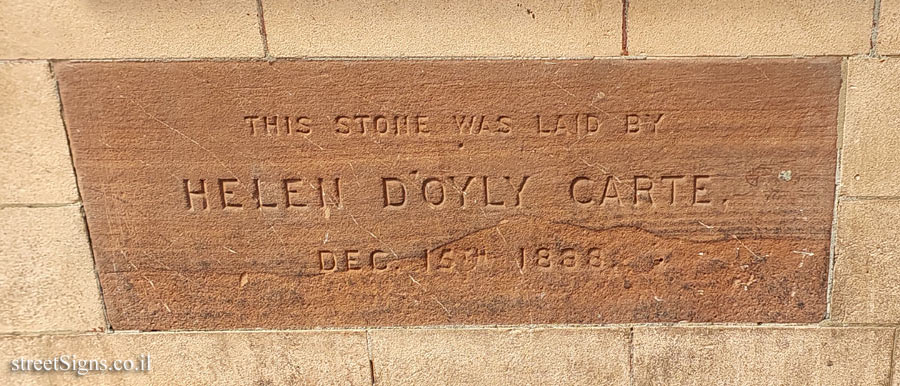 THIS STONE WAS LAID BY
HELEN D'OYLY CARTE.
DEC. 15TH 1888.
streetSigns.co.il